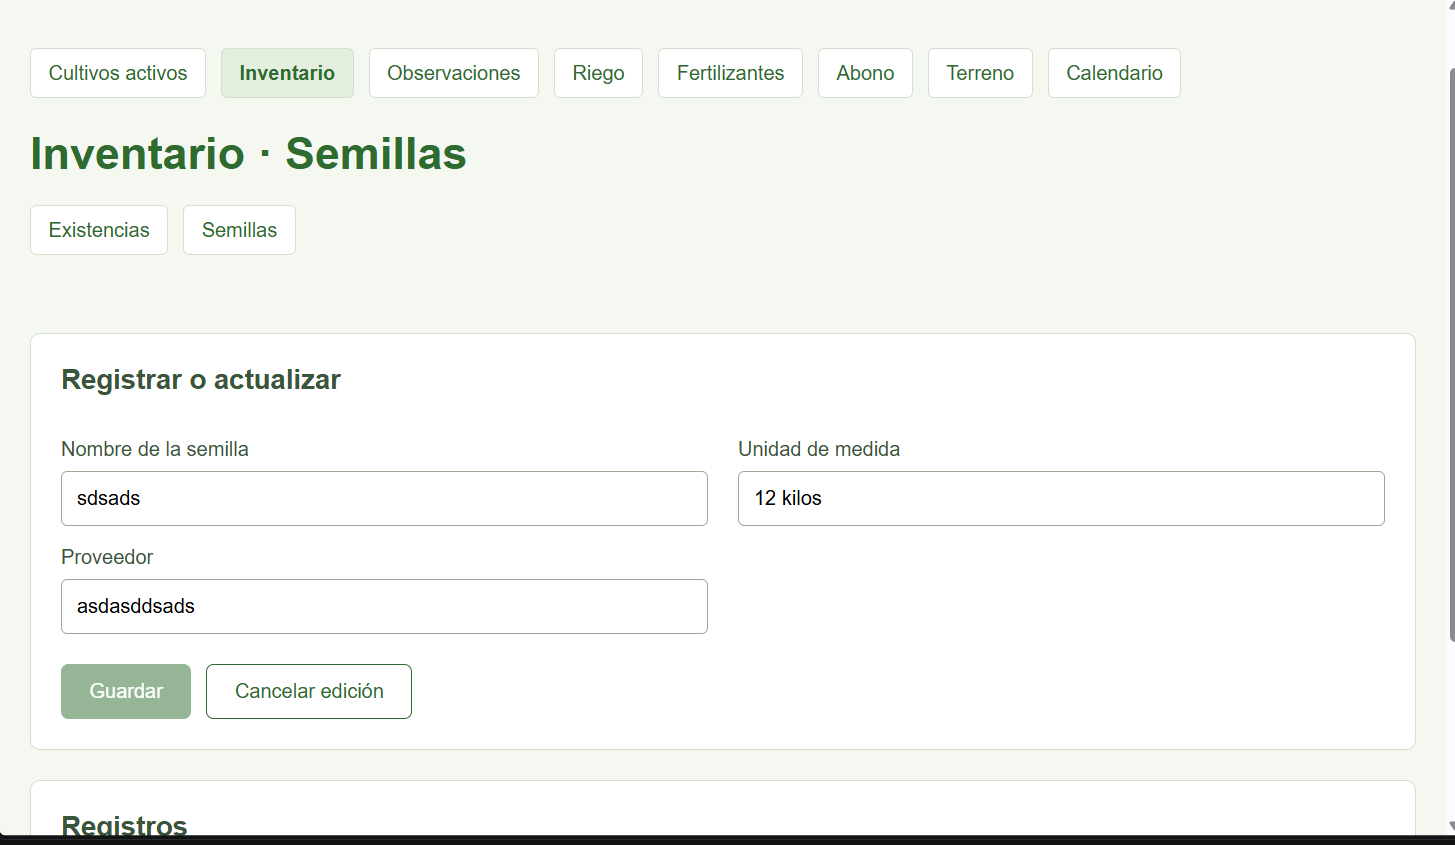 Cultivos activos Inventario Observaciones Riego Fertilizantes Abono Terreno Calendario
Inventario · Semillas
Existencias Semillas
Registrar o actualizar
Nombre de la semilla Unidad de medida
sdsads 12 kilos
Proveedor
asdasddsads
Guardar Cancelar edición
Registros